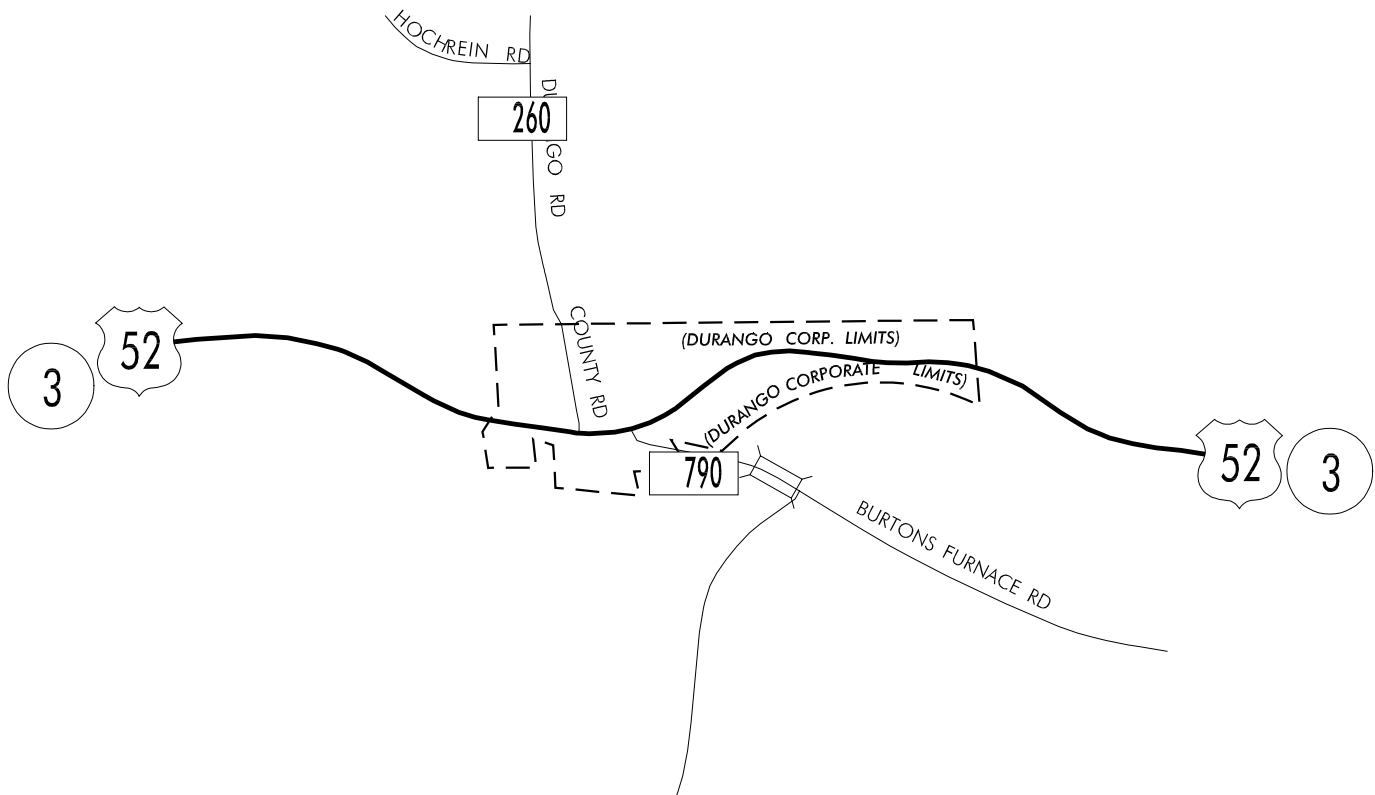 HOCHREIN RD
DU
260
GO RD
COUNTY RD
52
3
(DURANGO CORP. LIMITS)
(DURANGO CORPORATE LIMITS)
790
52
3
BURTONS FURNACE RD